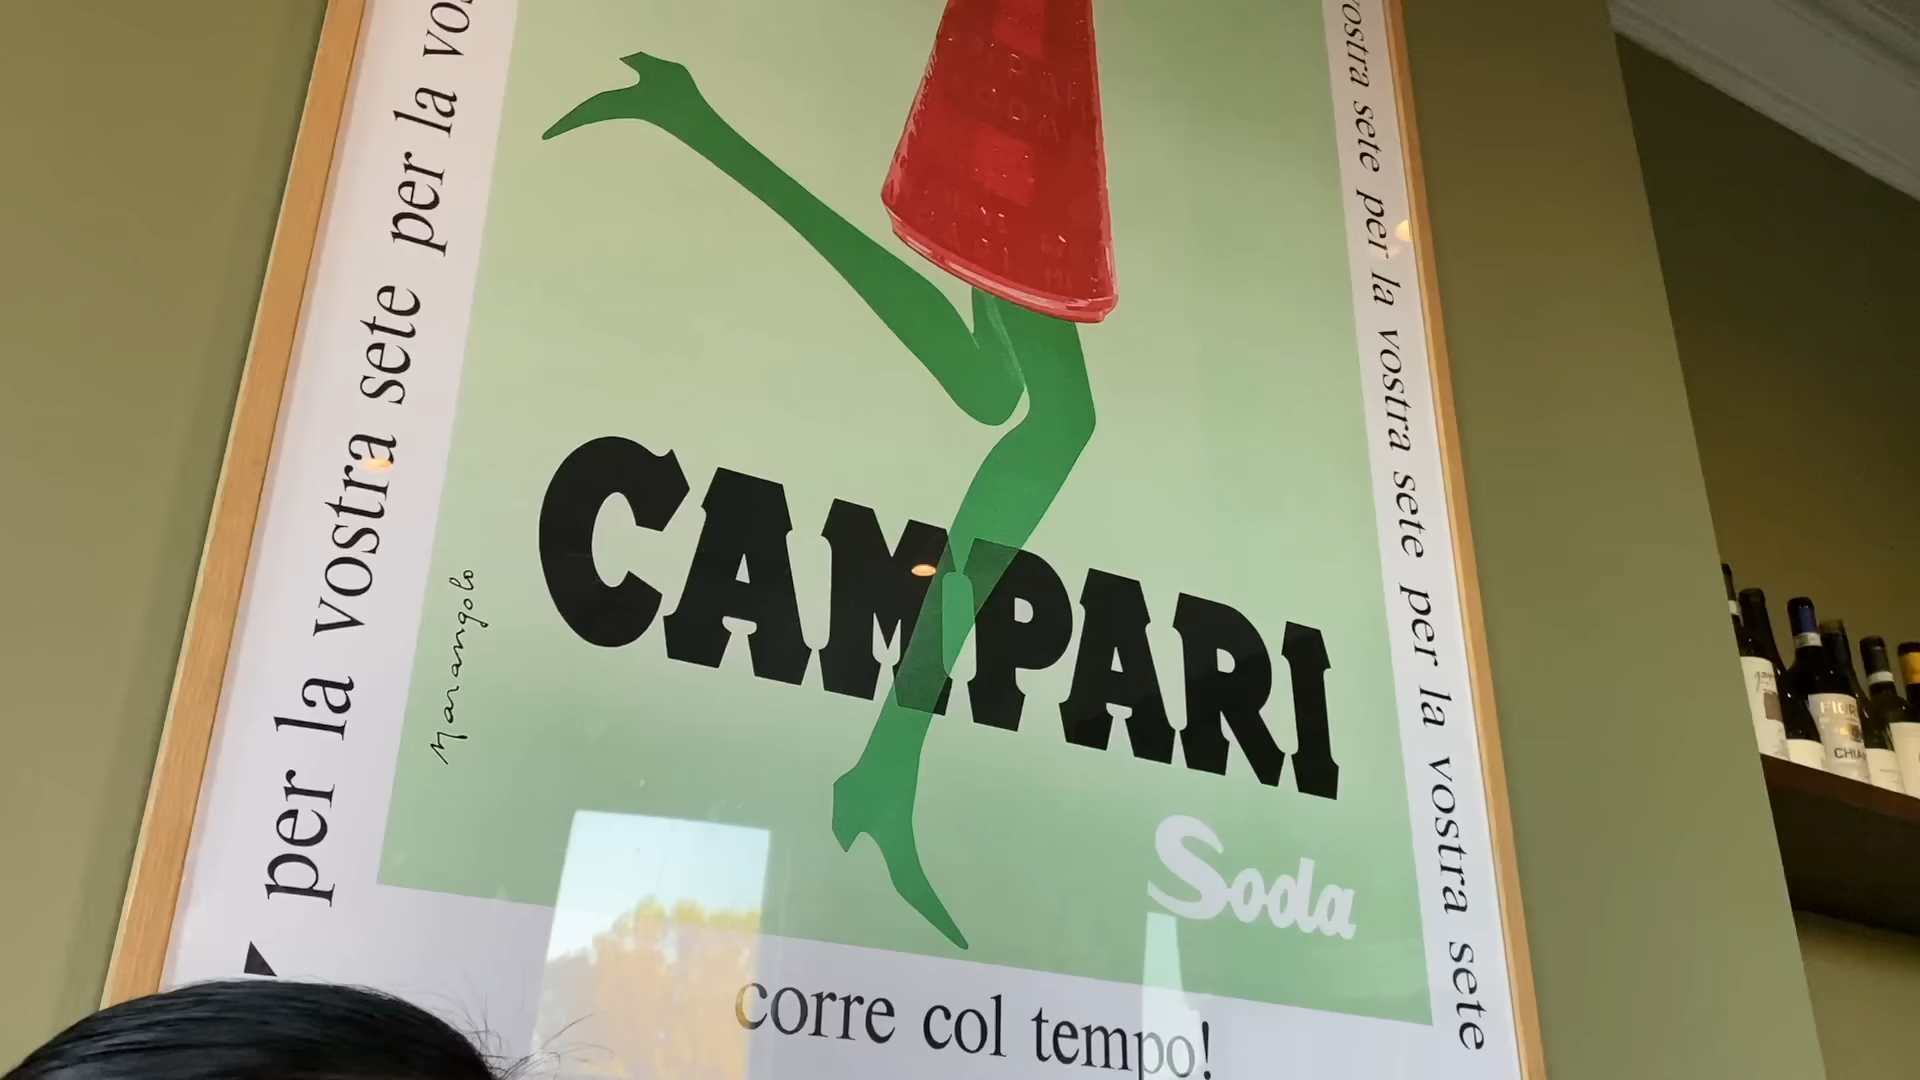 per la vostra sete per la
vostra sete per la vostra sete per la vostra sete
Marangolo
CAMPARI
Soda
corre col tempo!